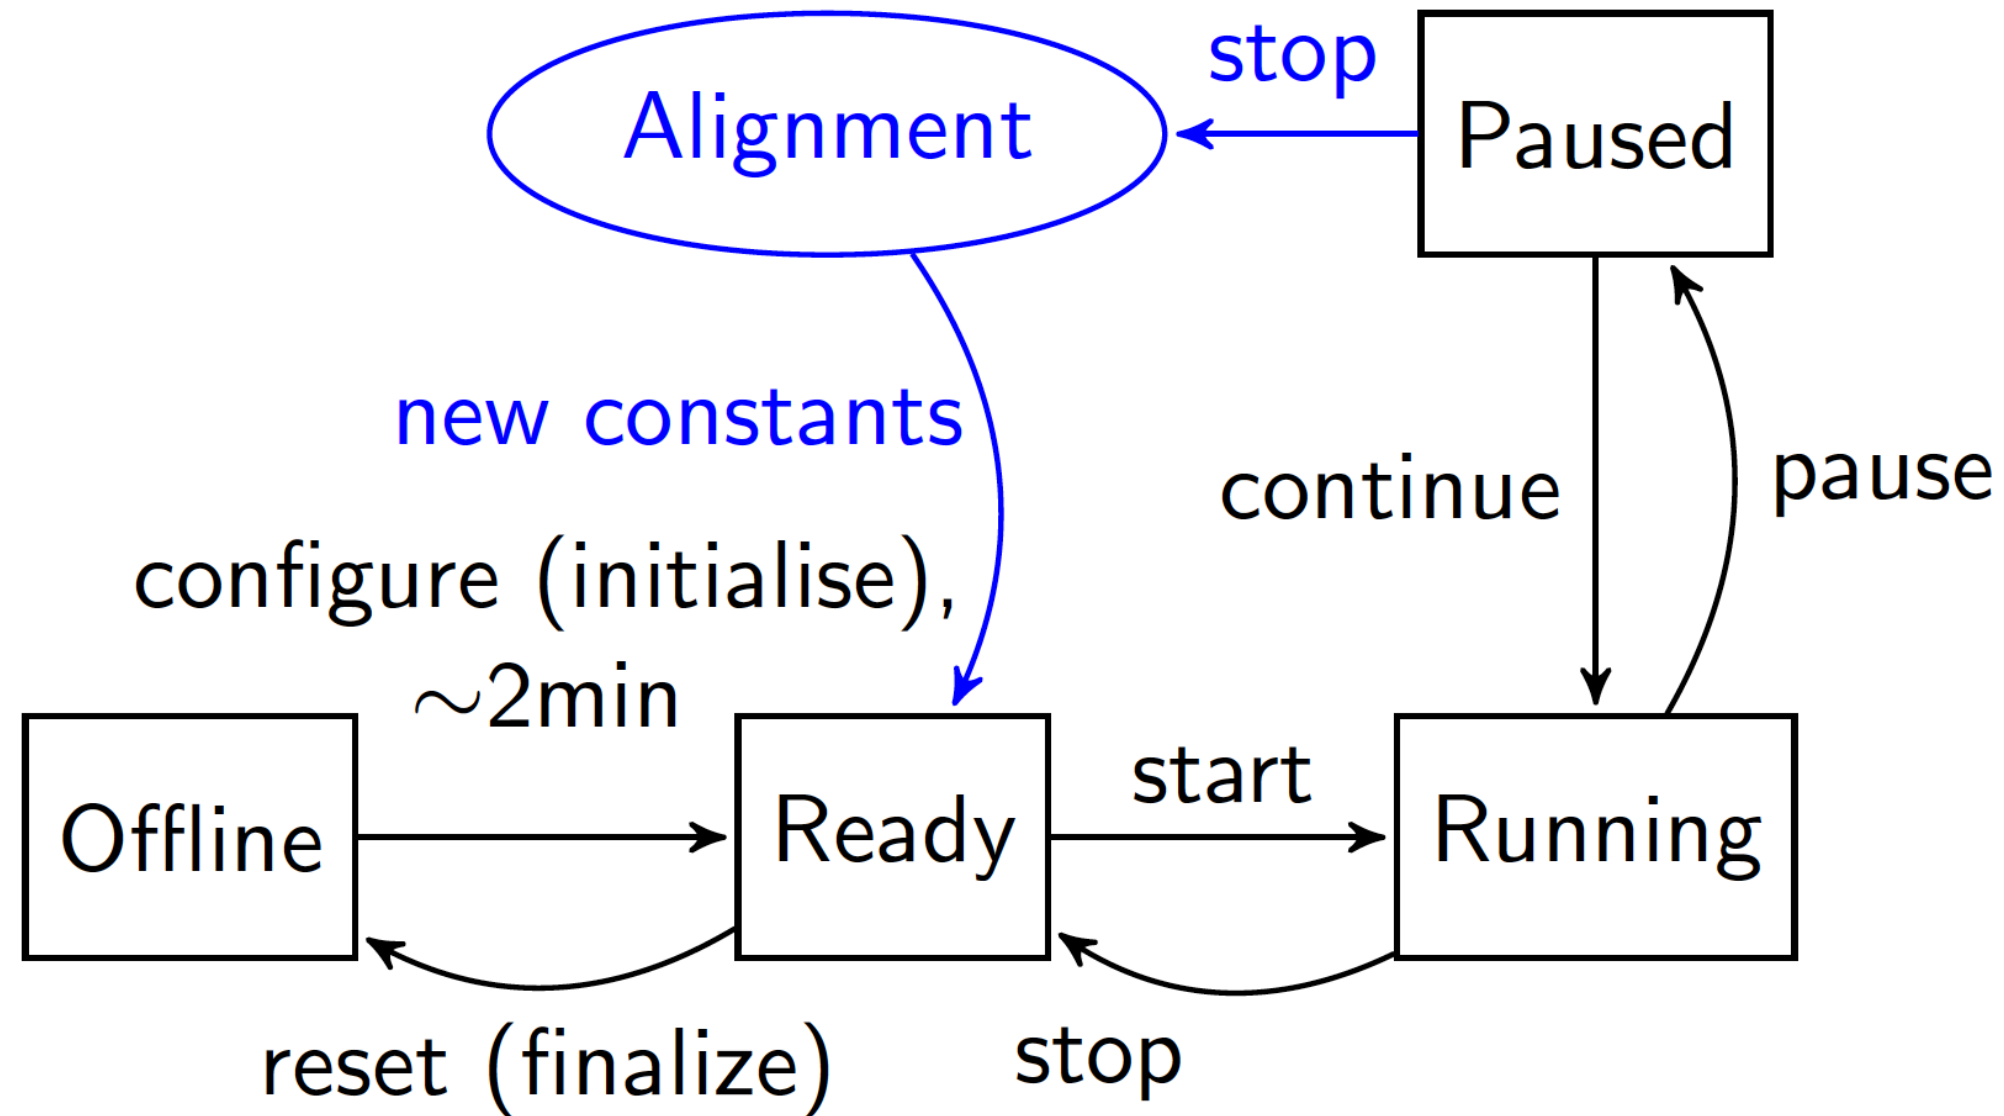 stop
Alignment
Paused
new constants
continue
pause
configure (initialise),
∼2min
start
Offline
Ready
Running
reset (finalize)
stop